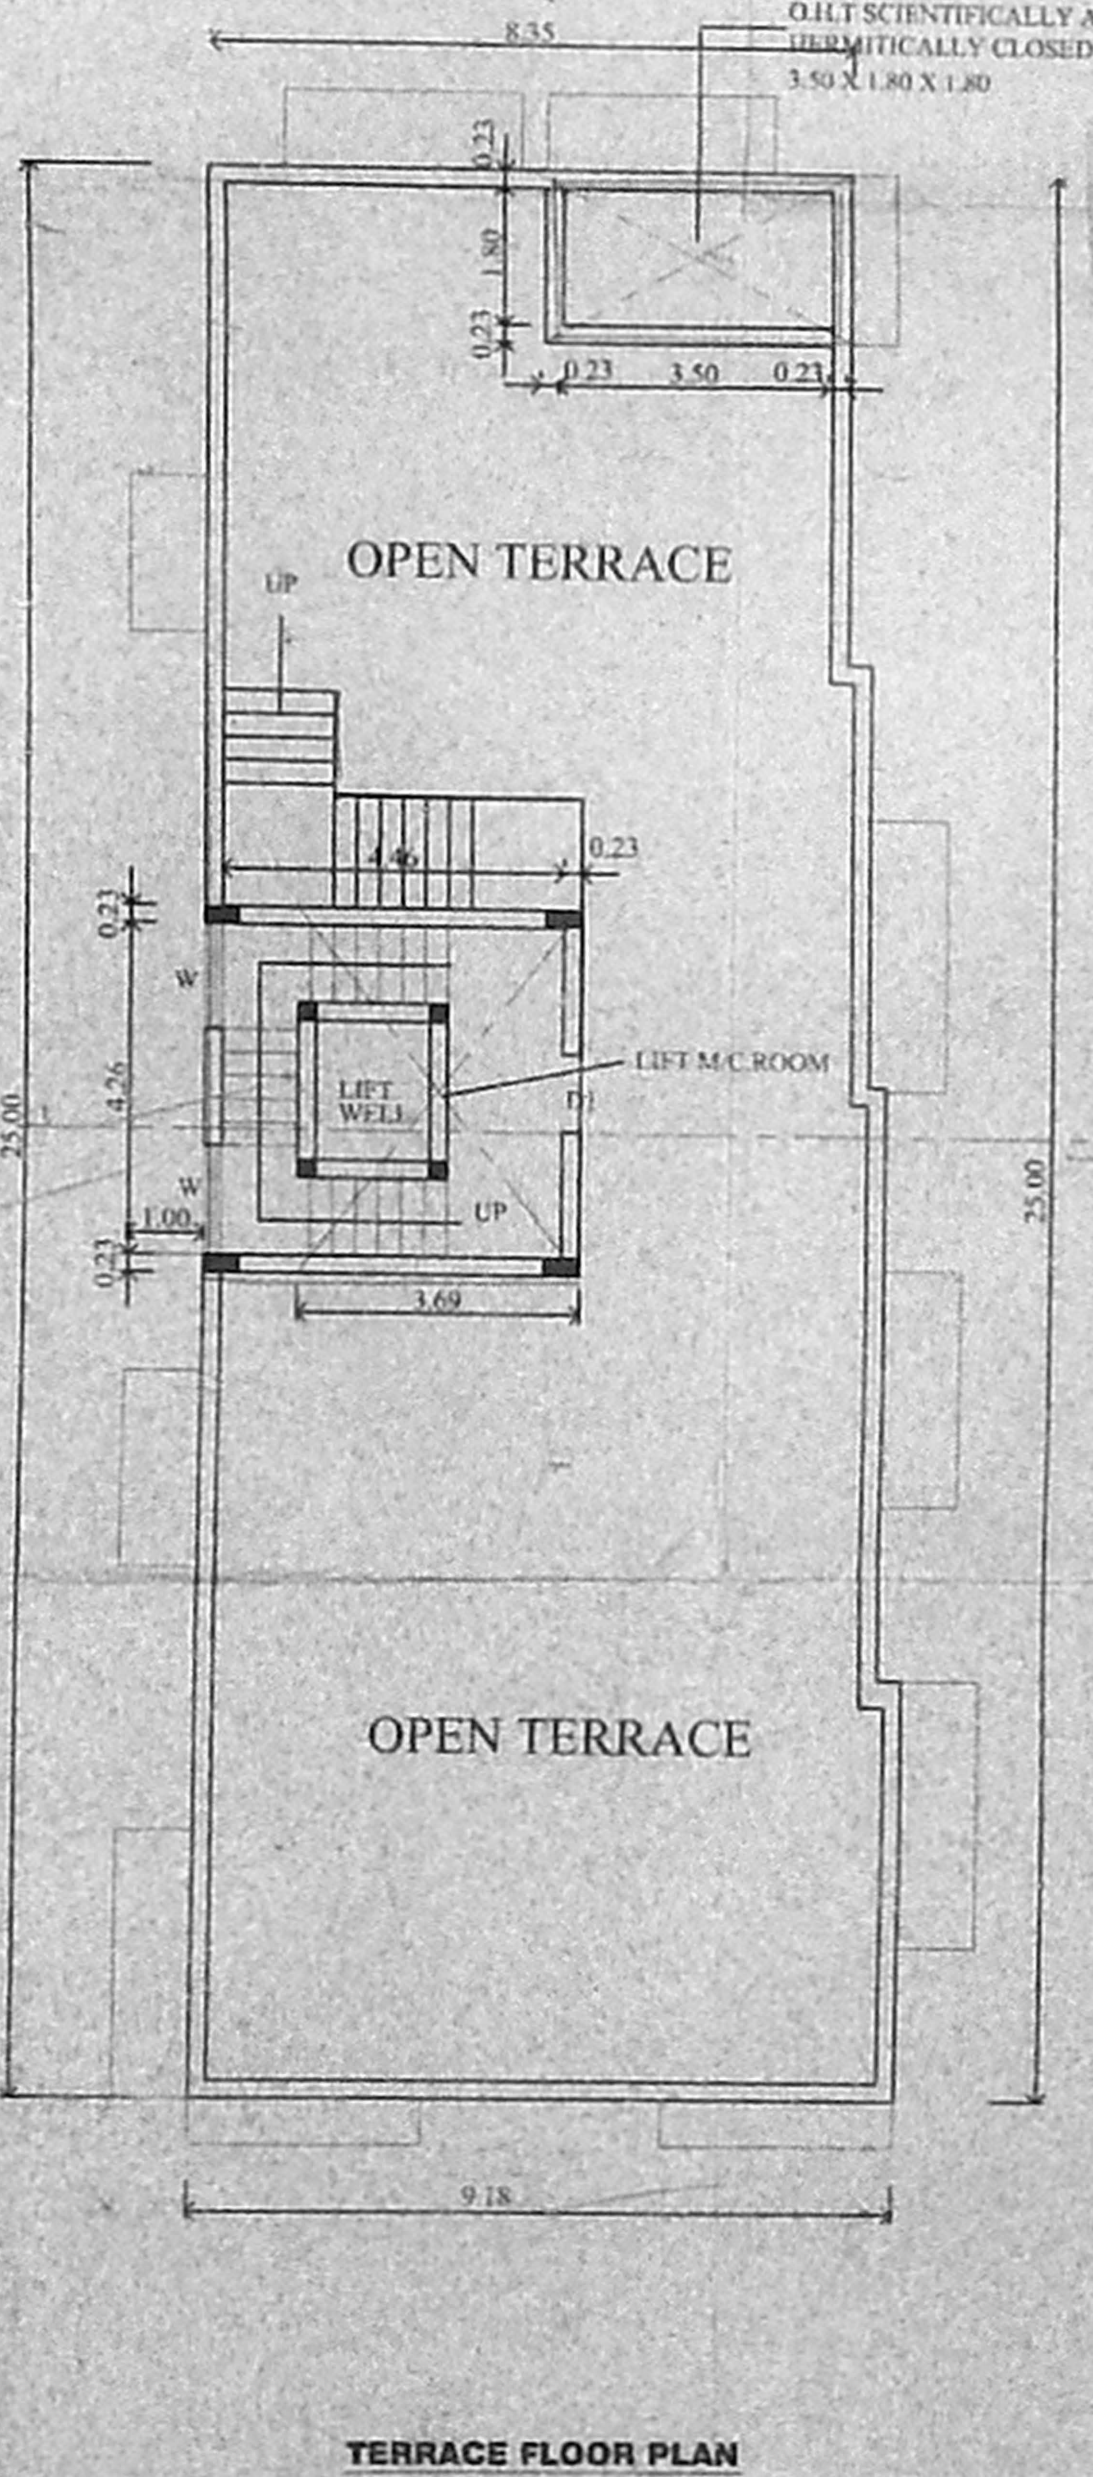 8.35
O.H.T SCIENTIFICALLY A
HERMITICALLY CLOSED
3.50 X 1.80 X 1.80
0.23
1.80
0.23
0.23 3.50 0.23
OPEN TERRACE
UP
4.46
0.23
0.23
W
4.26
LIFT M/C.ROOM
LIFT
WELL
25.00
25.00
W
1.00
UP
0.23
3.69
OPEN TERRACE
9.18
TERRACE FLOOR PLAN